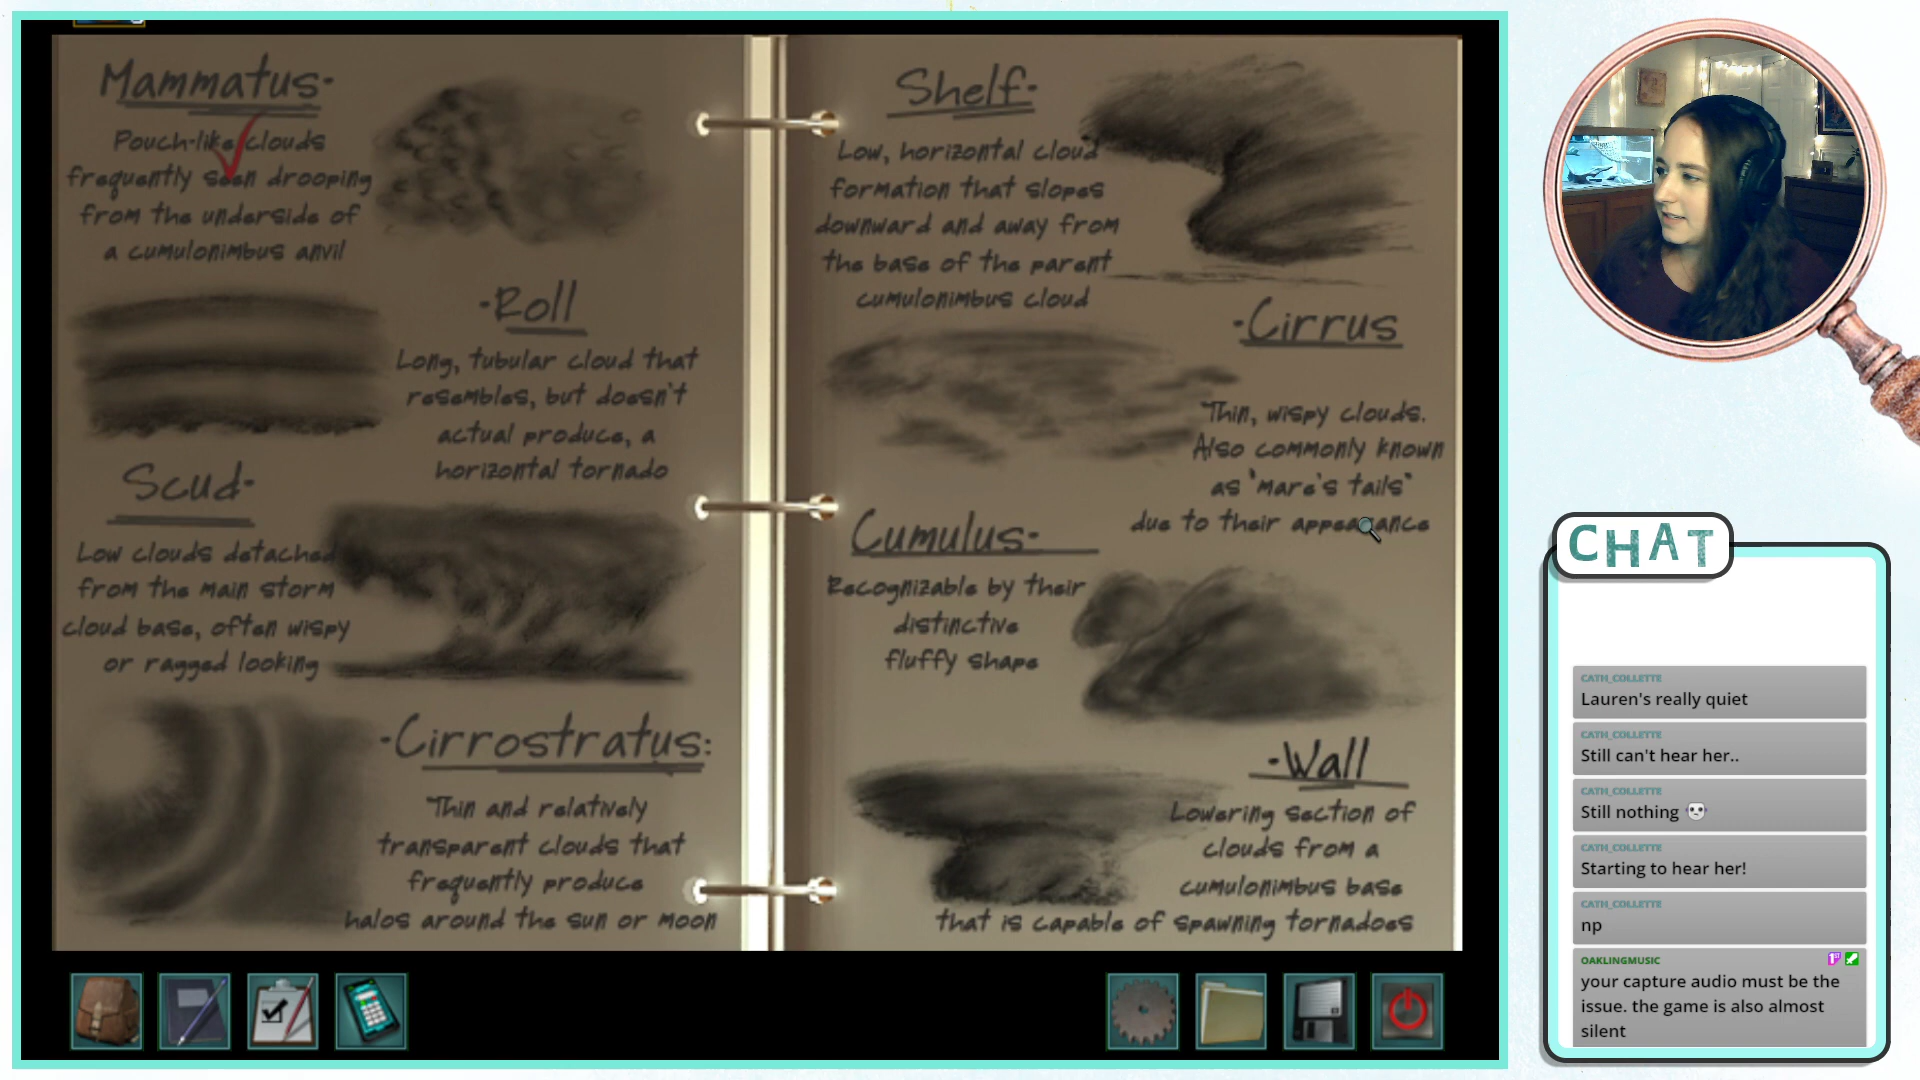 Mammatus-
Pouch-like clouds
frequently seen drooping
from the underside of
a cumulonimbus anvil
-Roll
Long, tubular cloud that
resembles, but doesn't
actual produce, a
horizontal tornado
Scud-
Low clouds detached
from the main storm
cloud base, often wispy
or ragged looking
-Cirrostratus:
Thin and relatively
transparent clouds that
frequently produce
halos around the sun or moon
Shelf-
Low, horizontal cloud
formation that slopes
downward and away from
the base of the parent
cumulonimbus cloud
-Cirrus
Thin, wispy clouds.
Also commonly known
as "mare's tails"
due to their appearance
Cumulus-
Recognizable by their
distinctive
fluffy shape
-Wall
Lowering section of
clouds from a
cumulonimbus base
that is capable of spawning tornadoes
CHAT
CATH_COLLETTE
Lauren's really quiet
CATH_COLLETTE
Still can't hear her..
CATH_COLLETTE
Still nothing
CATH_COLLETTE
Starting to hear her!
CATH_COLLETTE
np
OAKLINGMUSIC
your capture audio must be the
issue. the game is also almost
silent